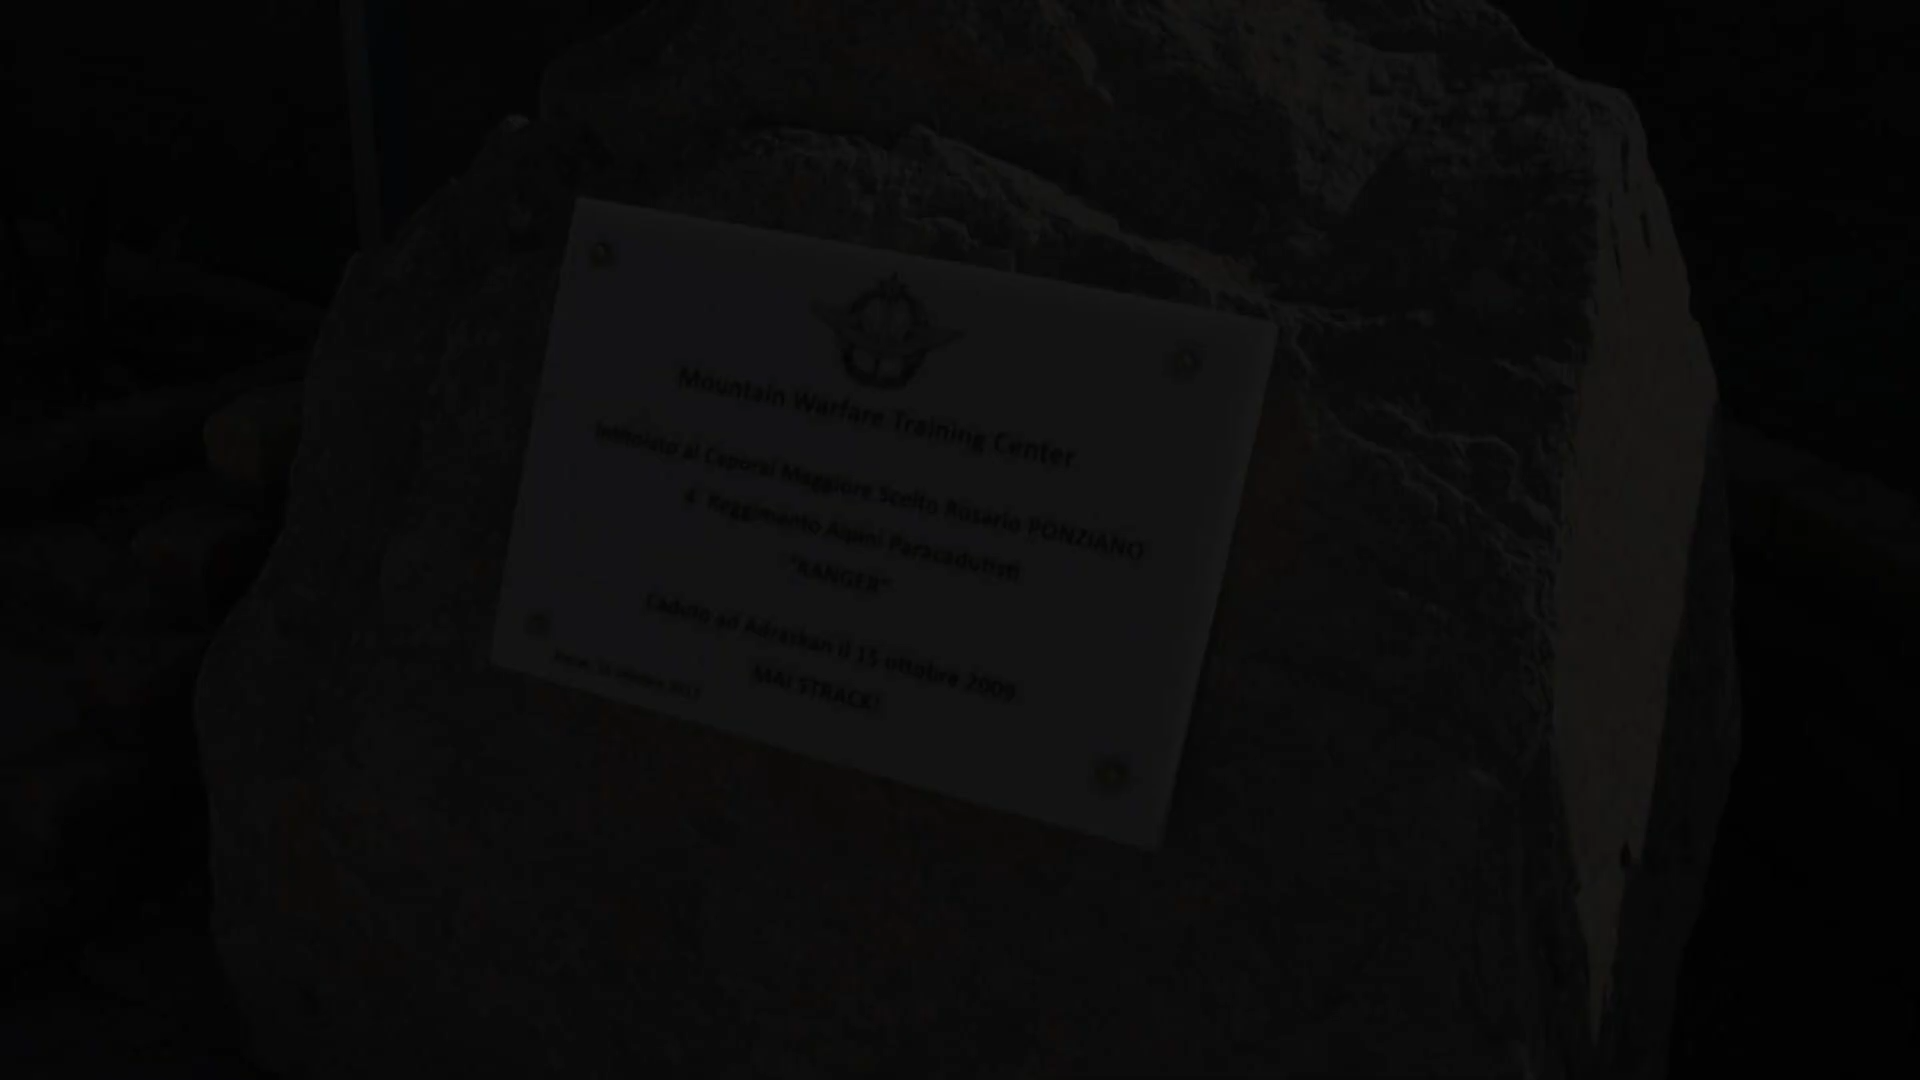 Mountain Warfare Training Center
Intitolato al Caporal Maggiore Scelto Rosario PONZIANO
4° Reggimento Alpini Paracadutisti
"RANGER"
Caduto ad Adraskan il 15 ottobre 2009
MAI STRACK!
ottobre